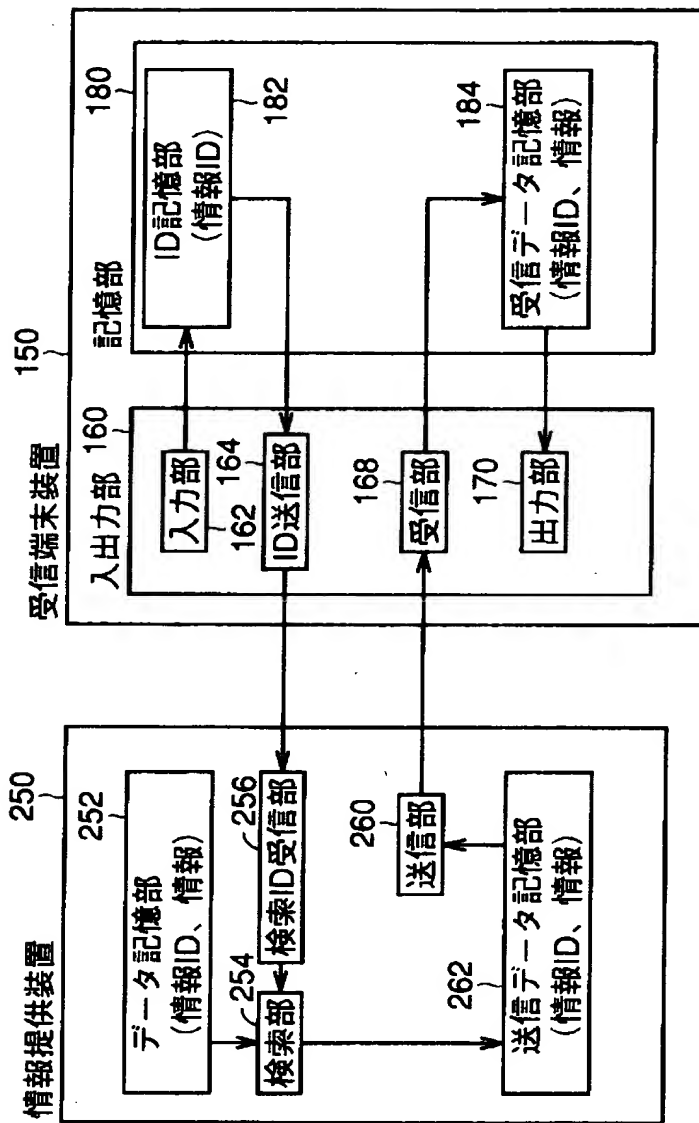 情報提供装置
250
252
データ記憶部
(情報ID、情報)
254
検索部
256
検索ID受信部
260
送信部
262
送信データ記憶部
(情報ID、情報)
受信端末装置
150
入出力部
160
入力部
162
164
ID送信部
168
受信部
170
出力部
記憶部
180
ID記憶部
(情報ID)
182
184
受信データ記憶部
(情報ID、情報)